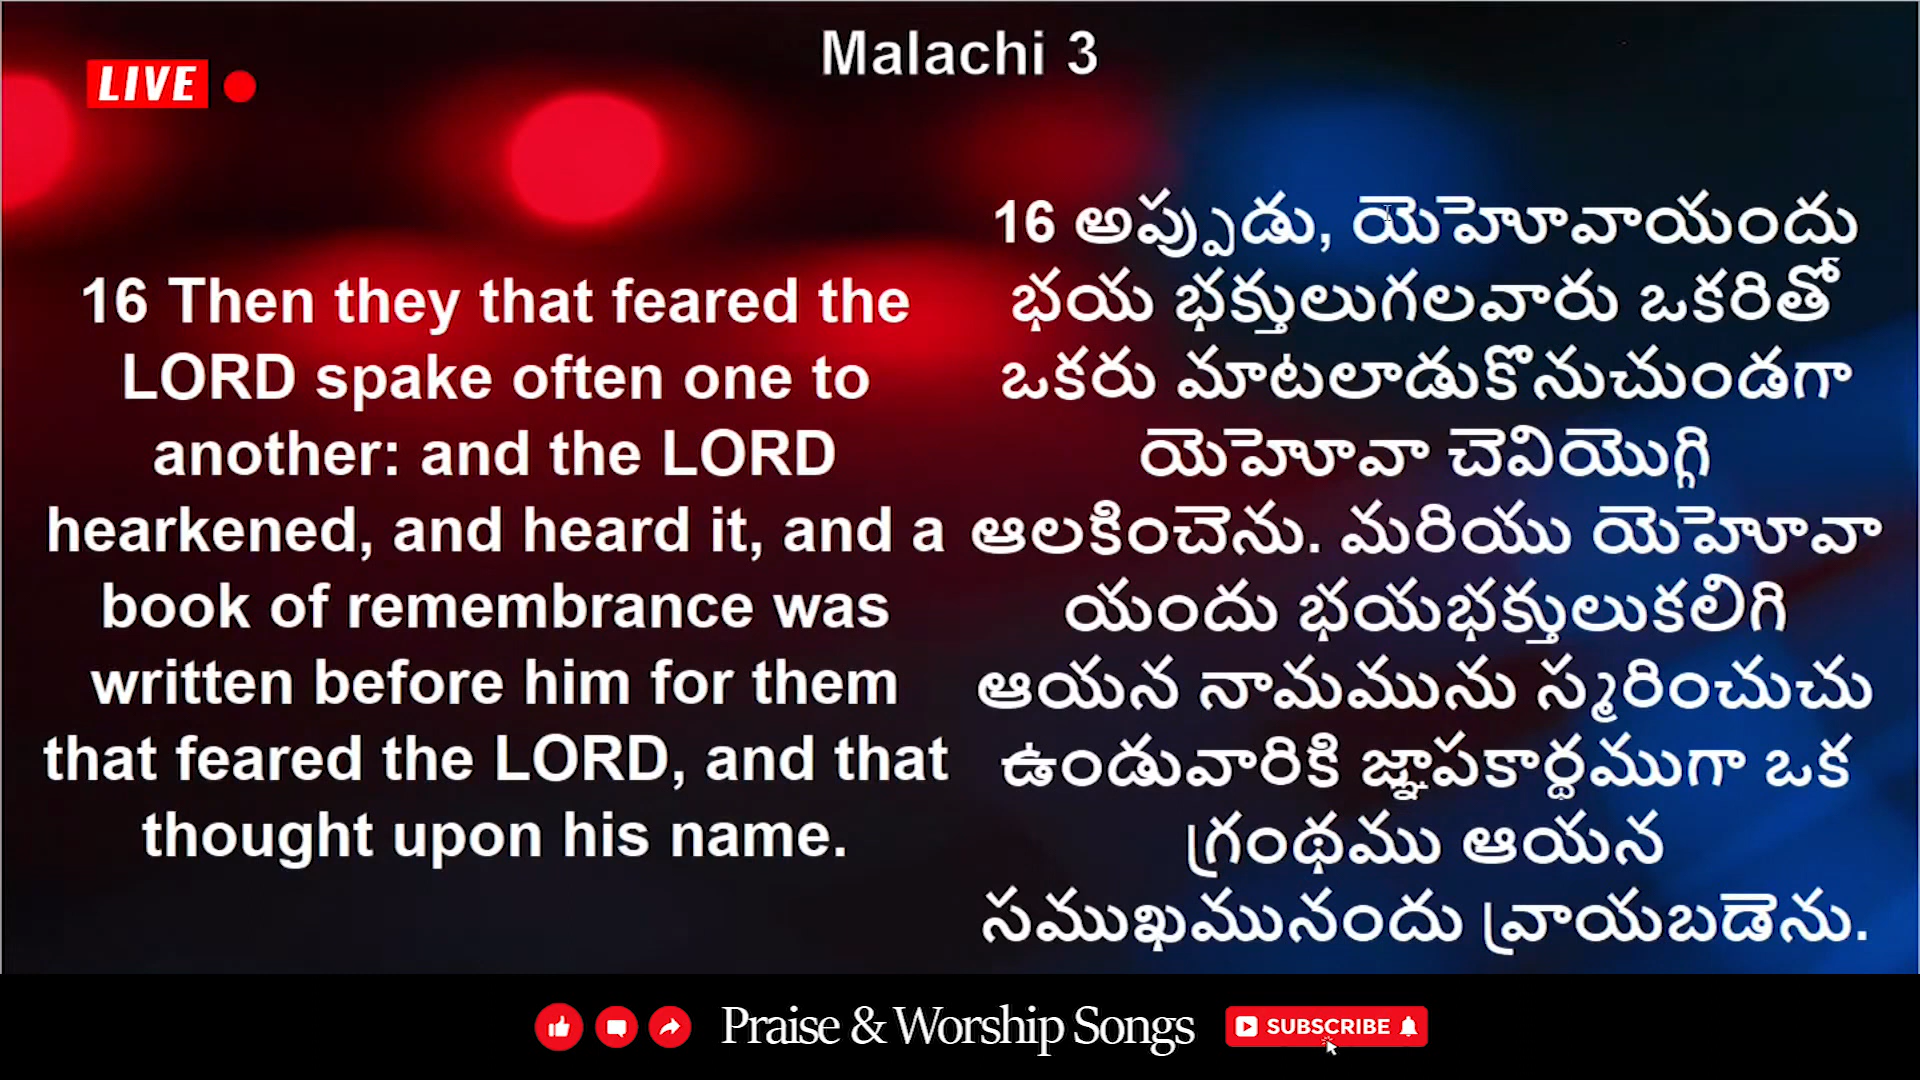 Malachi 3
LIVE
16 Then they that feared the
LORD spake often one to
another: and the LORD
hearkened, and heard it, and a
book of remembrance was
written before him for them
that feared the LORD, and that
thought upon his name.
16 అప్పుడు, యెహెూవాయందు
భయ భక్తులుగలవారు ఒకరితో
ఒకరు మాటలాడుకొనుచుండగా
యెహెూవా చెవియొగ్గి
ఆలకించెను. మరియు యెహెూవా
యందు భయభక్తులుకలిగి
ఆయన నామమును స్మరించుచు
ఉండువారికి జ్ఞాపకార్థముగా ఒక
గ్రంథము ఆయన
సముఖమునందు వ్రాయబడెను.
Praise & Worship Songs
SUBSCRIBE